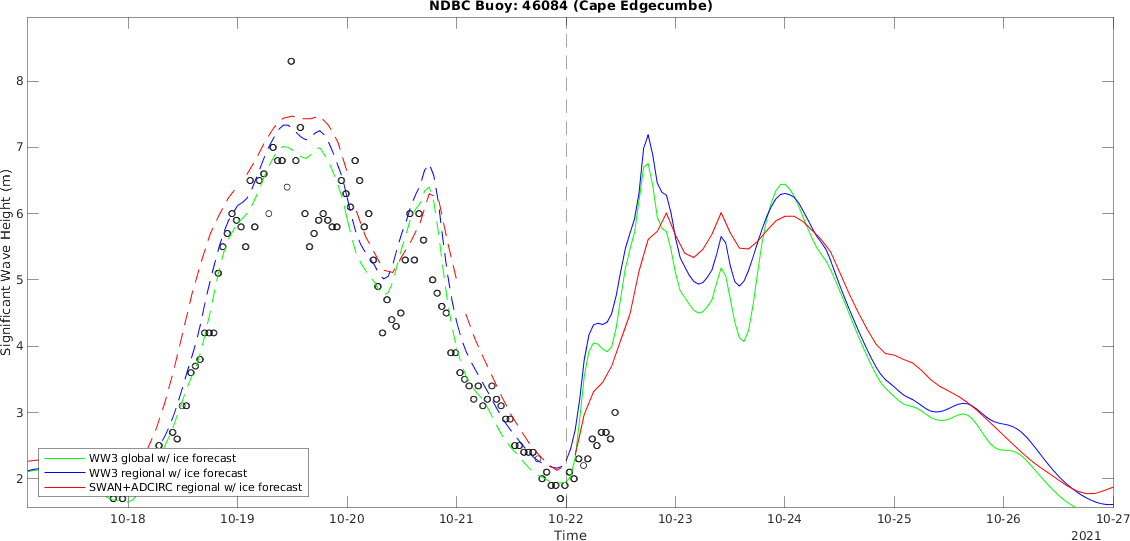 NDBC Buoy: 46084 (Cape Edgecumbe)
Significant Wave Height (m)
8
7
6
5
4
3
2
WW3 global w/ ice forecast
WW3 regional w/ ice forecast
SWAN+ADCIRC regional w/ ice forecast
10-18 10-19 10-20 10-21 10-22 10-23 10-24 10-25 10-26 10-27
Time
2021